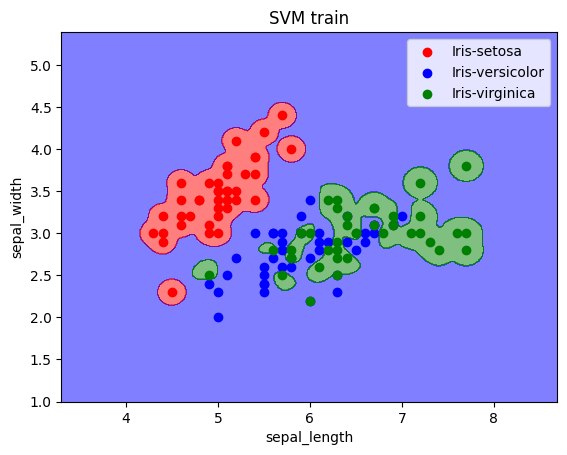 SVM train
Iris-setosa
Iris-versicolor
Iris-virginica
sepal_width
5.0
4.5
4.0
3.5
3.0
2.5
2.0
1.5
1.0
4
5
6
7
8
sepal_length